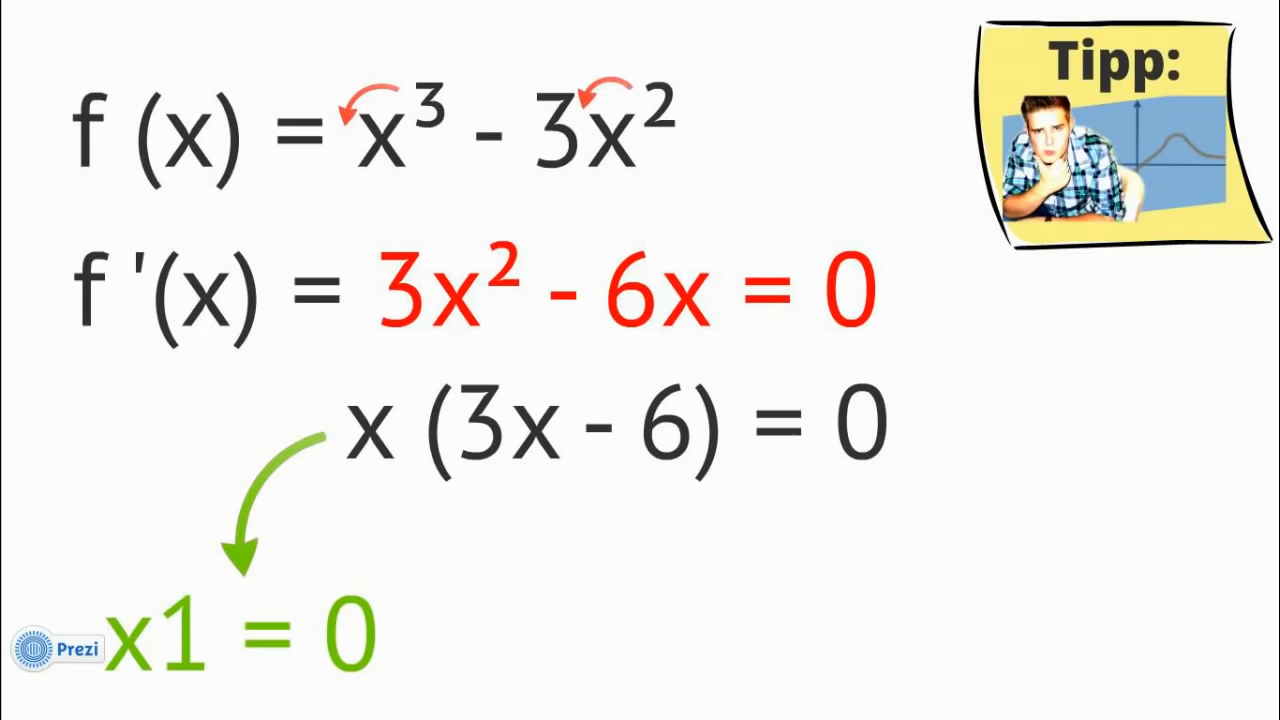 Tipp:
f (x) = x³ - 3x²
f '(x) = 3x² - 6x = 0
x (3x - 6) = 0
x1 = 0
Prezi